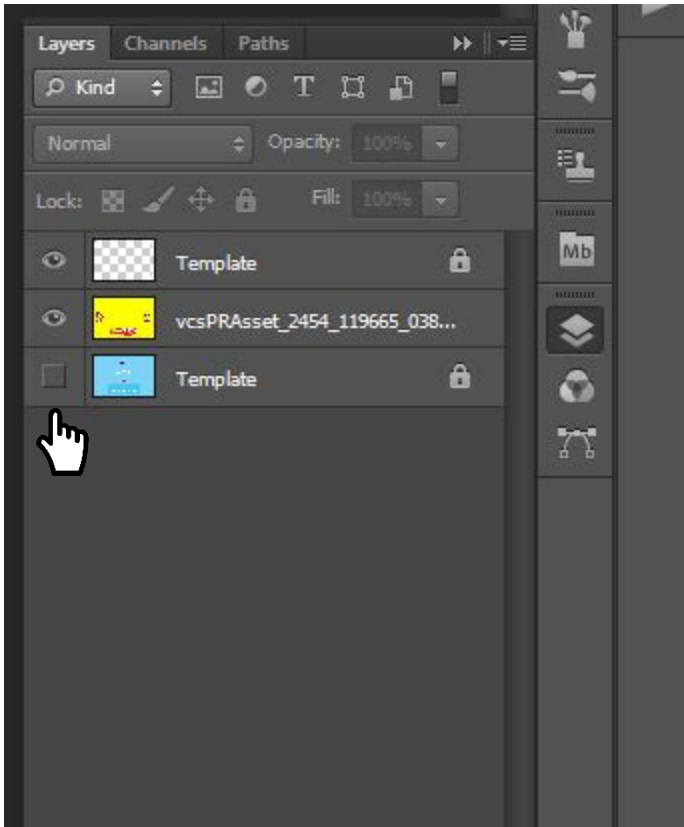 Layers Channels Paths
Kind T
Normal Opacity: 100%
Lock: Fill: 100%
Template
Mb
vcsPRAsset_2454_119665_038...
Template